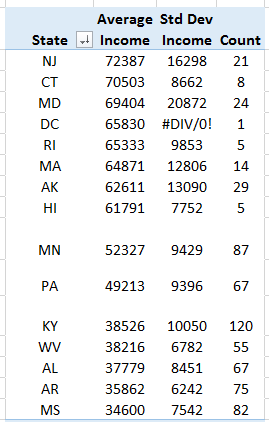 Average Std Dev
State Income Income Count
NJ 72387 16298 21
CT 70503 8662 8
MD 69404 20872 24
DC 65830 #DIV/0! 1
RI 65333 9853 5
MA 64871 12806 14
AK 62611 13090 29
HI 61791 7752 5
MN 52327 9429 87
PA 49213 9396 67
KY 38526 10050 120
WV 38216 6782 55
AL 37779 8451 67
AR 35862 6242 75
MS 34600 7542 82